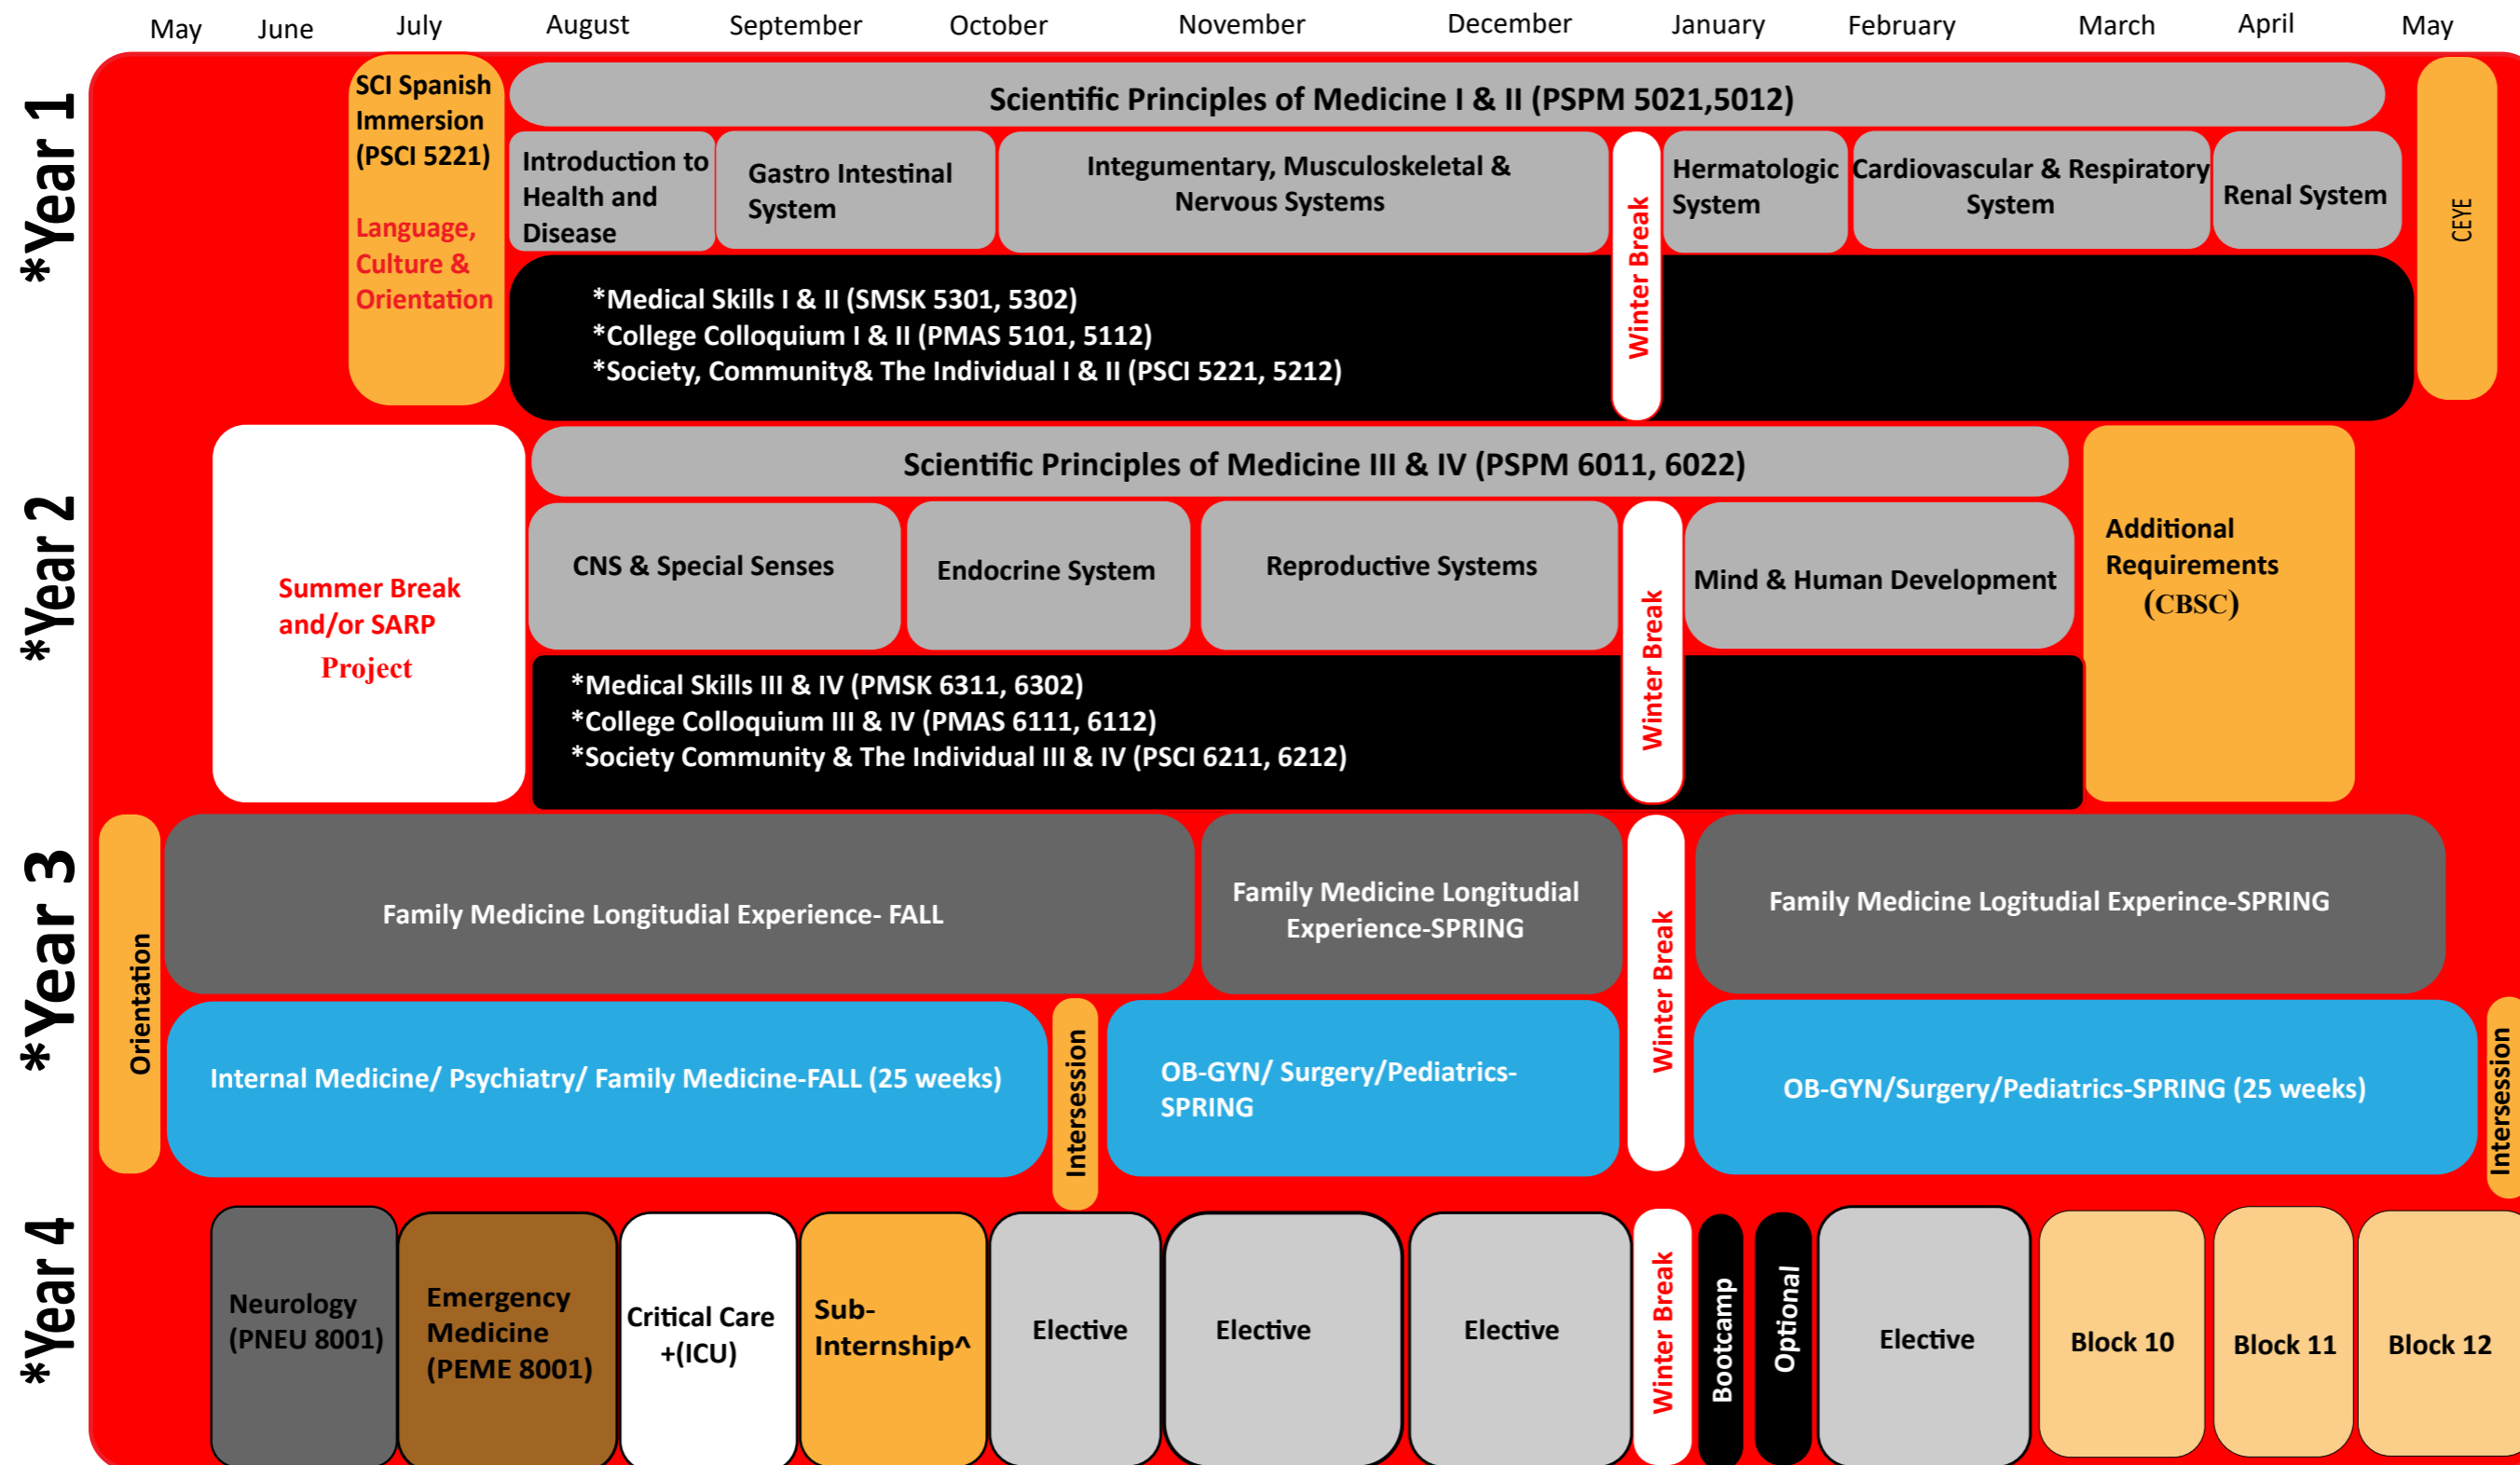 May June July August September October November December January February March April May
*Year 1
SCI Spanish
Immersion
(PSCI 5221)
Language,
Culture &
Orientation
Scientific Principles of Medicine I & II (PSPM 5021,5012)
Introduction to
Health and
Disease
Gastro Intestinal
System
Integumentary, Musculoskeletal &
Nervous Systems
Winter Break
Hermatologic
System
Cardiovascular & Respiratory
System
Renal System
CEYE
*Medical Skills I & II (SMSK 5301, 5302)
*College Colloquium I & II (PMAS 5101, 5112)
*Society, Community& The Individual I & II (PSCI 5221, 5212)
*Year 2
Summer Break
and/or SARP
Project
Scientific Principles of Medicine III & IV (PSPM 6011, 6022)
CNS & Special Senses
Endocrine System
Reproductive Systems
Winter Break
Mind & Human Development
Additional
Requirements
(CBSC)
*Medical Skills III & IV (PMSK 6311, 6302)
*College Colloquium III & IV (PMAS 6111, 6112)
*Society Community & The Individual III & IV (PSCI 6211, 6212)
*Year 3
Orientation
Family Medicine Longitudial Experience- FALL
Family Medicine Longitudial
Experience-SPRING
Winter Break
Family Medicine Logitudial Experince-SPRING
Internal Medicine/ Psychiatry/ Family Medicine-FALL (25 weeks)
Intersession
OB-GYN/ Surgery/Pediatrics-
SPRING
OB-GYN/Surgery/Pediatrics-SPRING (25 weeks)
Intersession
*Year 4
Neurology
(PNEU 8001)
Emergency
Medicine
(PEME 8001)
Critical Care
+(ICU)
Sub-
Internship^
Elective
Elective
Elective
Winter Break
Bootcamp
Optional
Elective
Block 10
Block 11
Block 12